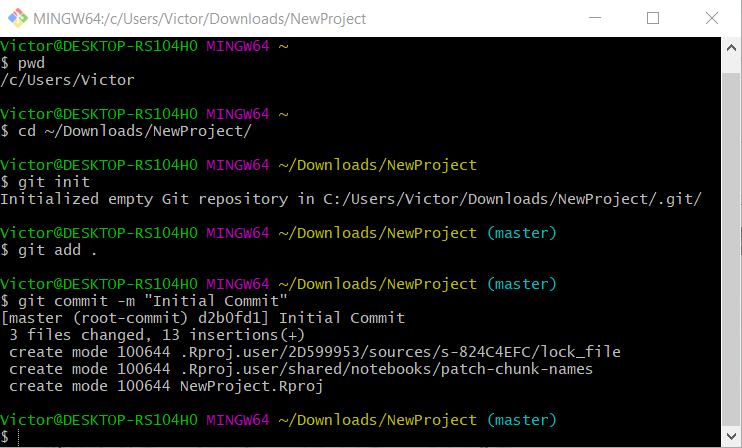 MINGW64:/c/Users/Victor/Downloads/NewProject
Victor@DESKTOP-RS104H0 MINGW64 ~
$ pwd
/c/Users/Victor
Victor@DESKTOP-RS104H0 MINGW64 ~
$ cd ~/Downloads/NewProject/
Victor@DESKTOP-RS104H0 MINGW64 ~/Downloads/NewProject
$ git init
Initialized empty Git repository in C:/Users/Victor/Downloads/NewProject/.git/
Victor@DESKTOP-RS104H0 MINGW64 ~/Downloads/NewProject (master)
$ git add .
Victor@DESKTOP-RS104H0 MINGW64 ~/Downloads/NewProject (master)
$ git commit -m "Initial Commit"
[master (root-commit) d2b0fd1] Initial Commit
3 files changed, 13 insertions(+)
create mode 100644 .Rproj.user/2D599953/sources/s-824C4EFC/lock_file
create mode 100644 .Rproj.user/shared/notebooks/patch-chunk-names
create mode 100644 NewProject.Rproj
Victor@DESKTOP-RS104H0 MINGW64 ~/Downloads/NewProject (master)
$